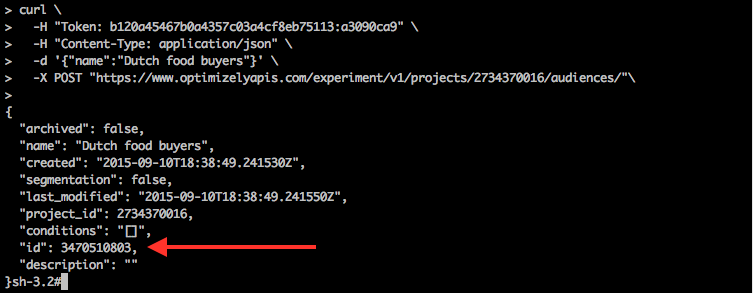 > curl \
>   -H "Token: b120a45467b0a4357c03a4cf8eb75113:a3090ca9" \
>   -H "Content-Type: application/json" \
>   -d '{"name":"Dutch food buyers"}' \
>   -X POST "https://www.optimizelyapis.com/experiment/v1/projects/2734370016/audiences/"\
>
{
  "archived": false,
  "name": "Dutch food buyers",
  "created": "2015-09-10T18:38:49.241530Z",
  "segmentation": false,
  "last_modified": "2015-09-10T18:38:49.241550Z",
  "project_id": 2734370016,
  "conditions": "[]",
  "id": 3470510803,
  "description": ""
}sh-3.2#